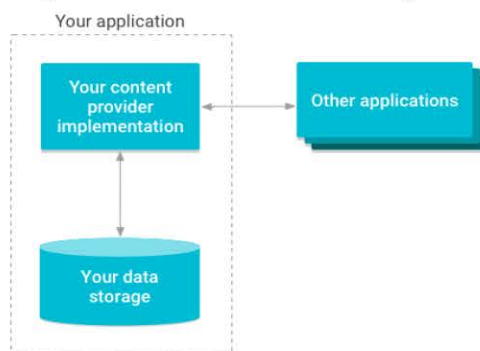 Your application
Your content
provider
implementation
Other applications
Your data
storage